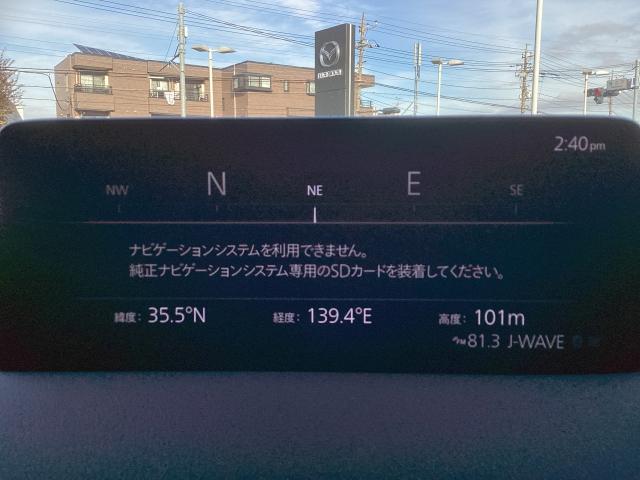 mazda
2:40pm
NW N NE E SE
ナビゲーションシステムを利用できません。
純正ナビゲーションシステム専用のSDカードを装着してください。
緯度: 35.5°N 経度: 139.4°E 高度: 101m
FM 81.3 J-WAVE